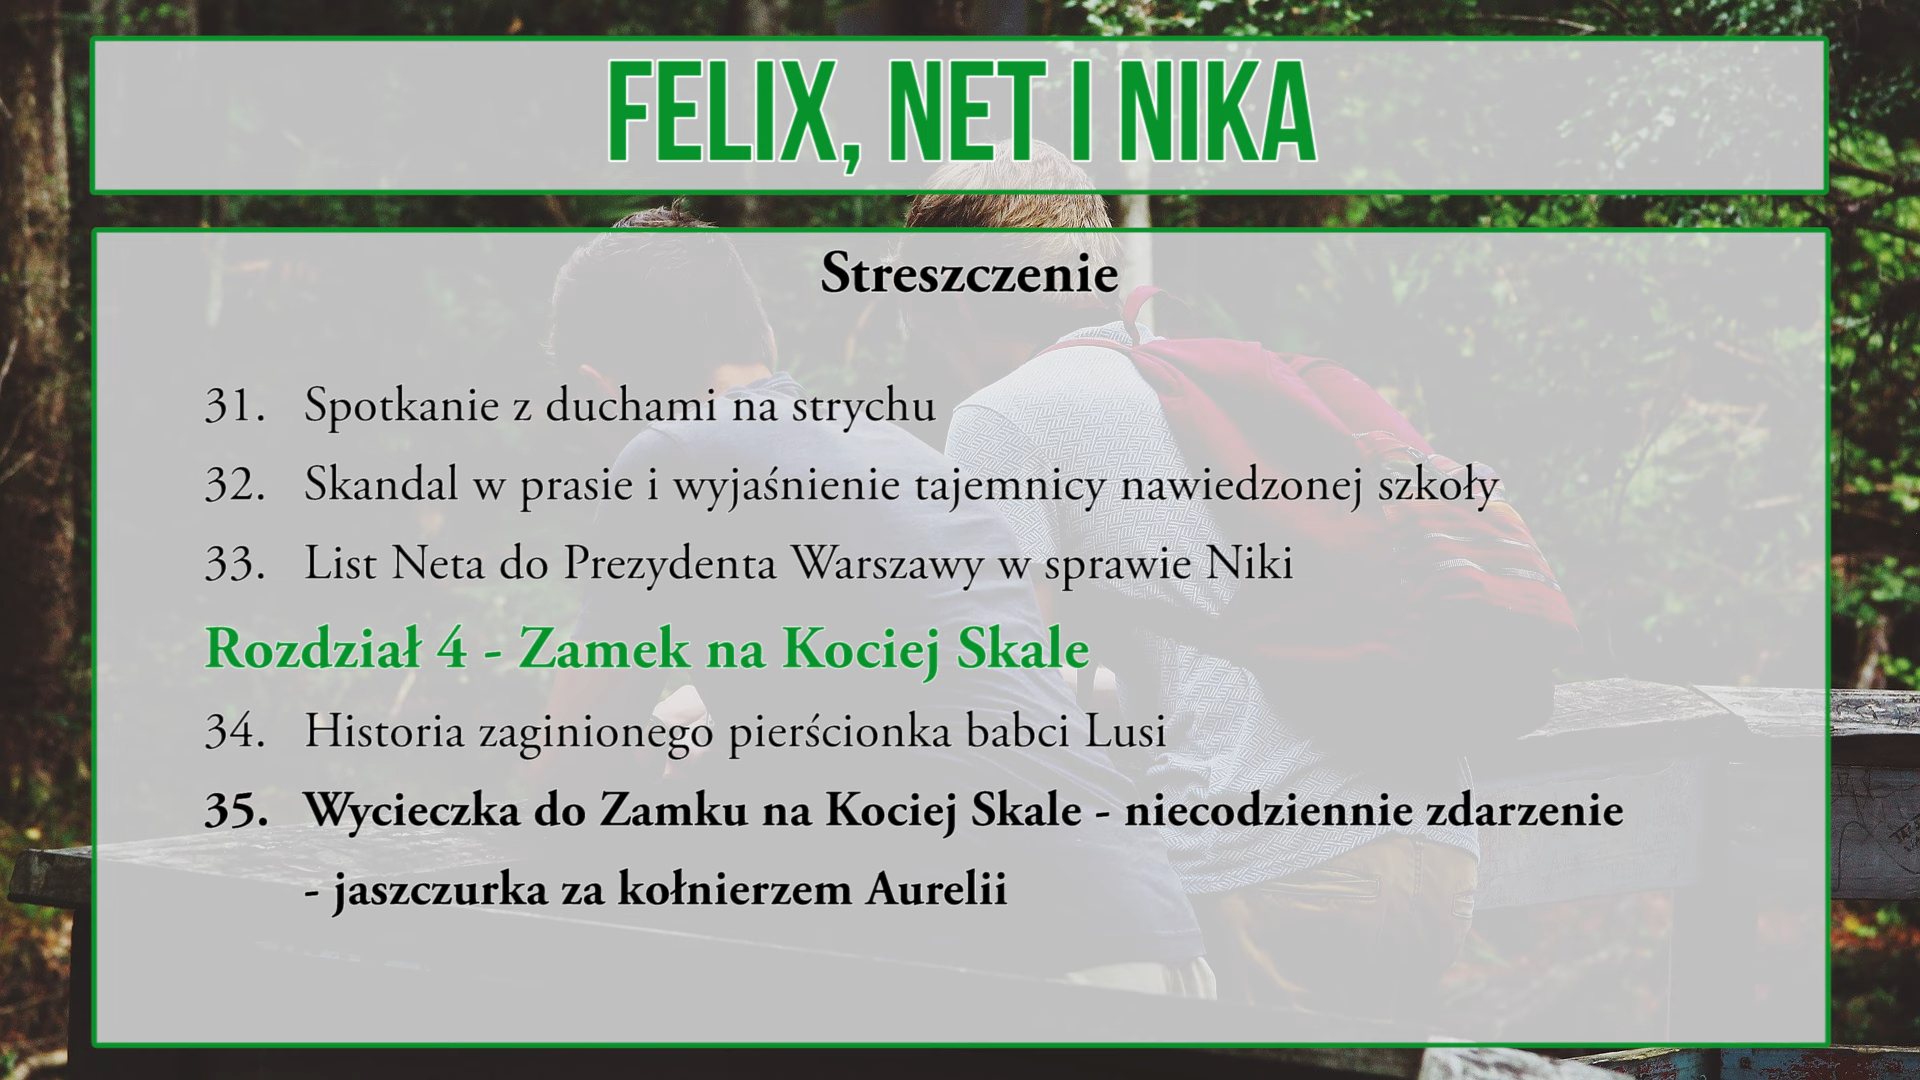 FELIX, NET I NIKA
Streszczenie
31. Spotkanie z duchami na strychu
32. Skandal w prasie i wyjaśnienie tajemnicy nawiedzonej szkoły
33. List Neta do Prezydenta Warszawy w sprawie Niki
Rozdział 4 - Zamek na Kociej Skale
34. Historia zaginionego pierścionka babci Lusi
35. Wycieczka do Zamku na Kociej Skale - niecodziennie zdarzenie
- jaszczurka za kołnierzem Aurelii